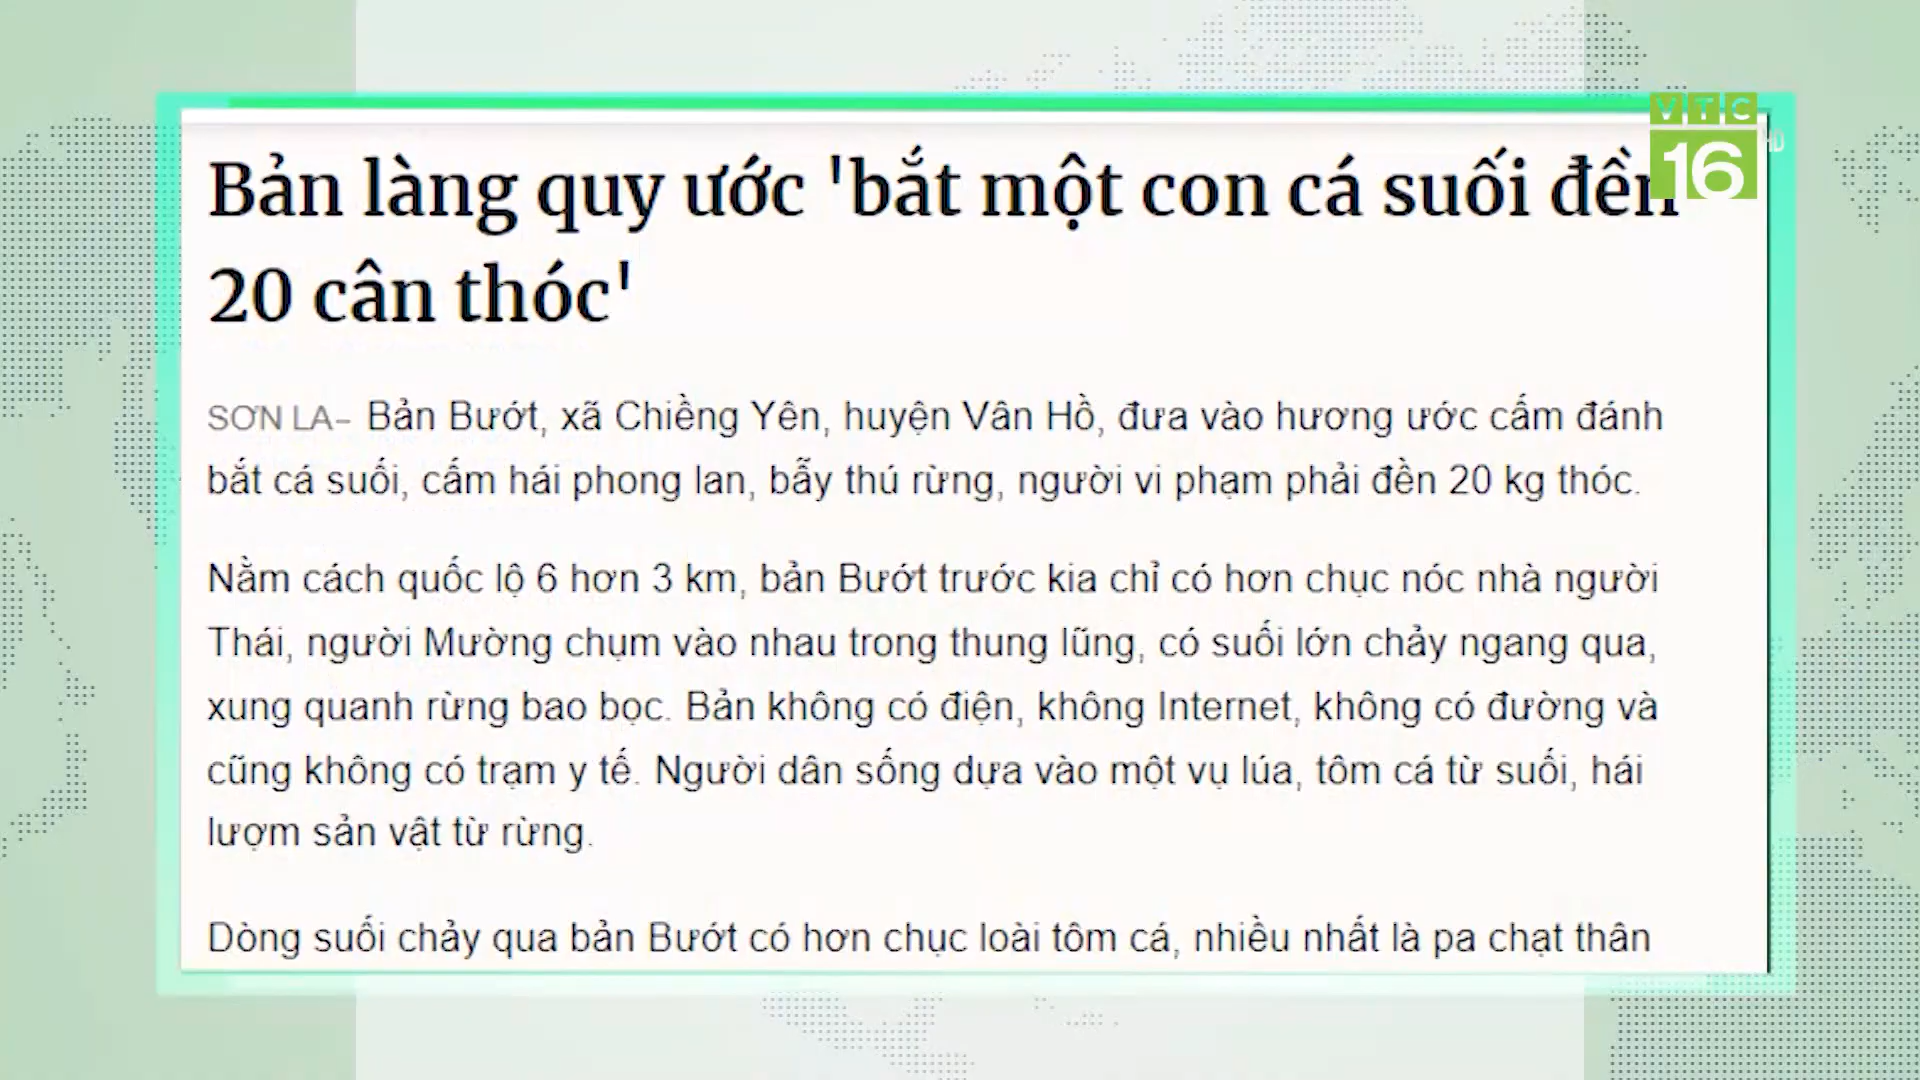 VTC
16
HD
Bản làng quy ước 'bắt một con cá suối đền
20 cân thóc'
SƠN LA– Bản Bướt, xã Chiềng Yên, huyện Vân Hồ, đưa vào hương ước cấm đánh
bắt cá suối, cấm hái phong lan, bẫy thú rừng, người vi phạm phải đền 20 kg thóc.
Nằm cách quốc lộ 6 hơn 3 km, bản Bướt trước kia chỉ có hơn chục nóc nhà người
Thái, người Mường chụm vào nhau trong thung lũng, có suối lớn chảy ngang qua,
xung quanh rừng bao bọc. Bản không có điện, không Internet, không có đường và
cũng không có trạm y tế. Người dân sống dựa vào một vụ lúa, tôm cá từ suối, hái
lượm sản vật từ rừng.
Dòng suối chảy qua bản Bướt có hơn chục loài tôm cá, nhiều nhất là pa chạt thân